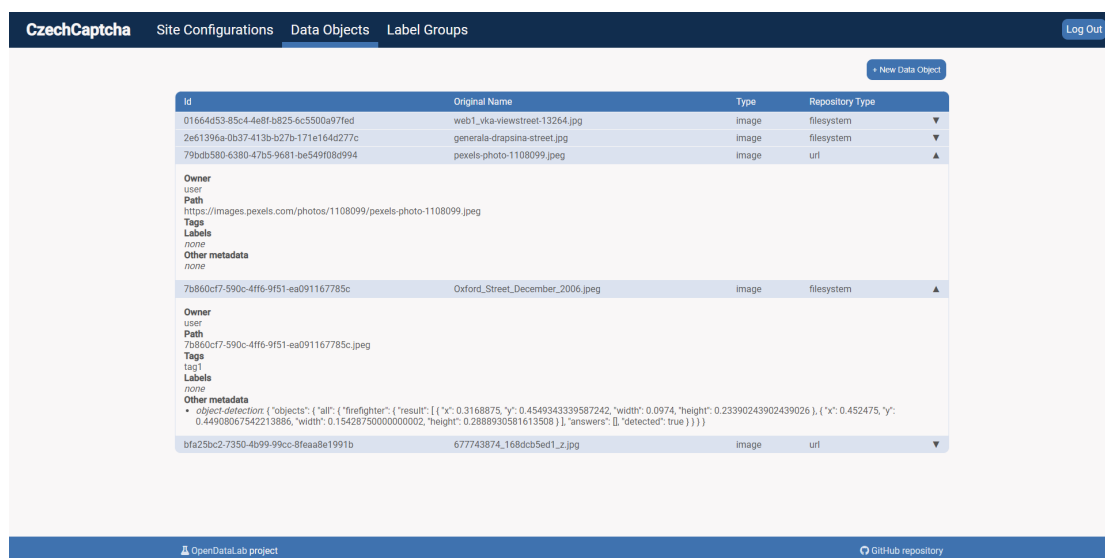 CzechCaptcha Site Configurations Data Objects Label Groups Log Out
+ New Data Object
Id Original Name Type Repository Type
01664d53-85c4-4e8f-b825-6c5500a97fed web1_vka-viewstreet-13264.jpg image filesystem ▼
2e61396a-0b37-413b-b27b-171e164d277c generala-drapsina-street.jpg image filesystem ▼
79bdb580-6380-47b5-9681-be549f08d994 pexels-photo-1108099.jpeg image url ▲
Owner
user
Path
https://images.pexels.com/photos/1108099/pexels-photo-1108099.jpeg
Tags
Labels
none
Other metadata
none
7b860cf7-590c-4ff6-9f51-ea091167785c Oxford_Street_December_2006.jpeg image filesystem ▲
Owner
user
Path
7b860cf7-590c-4ff6-9f51-ea091167785c.jpeg
Tags
tag1
Labels
none
Other metadata
• object-detection: { "objects": { "all": { "firefighter": { "result": [ { "x": 0.3168875, "y": 0.4549343339587242, "width": 0.0974, "height": 0.23390243902439026 }, { "x": 0.452475, "y":
0.44908067542213886, "width": 0.15428750000000002, "height": 0.2888930581613508 } ], "answers": [], "detected": true } } } }
bfa25bc2-7350-4b99-99cc-8feaa8e1991b 677743874_168dcb5ed1_z.jpg image url ▼
OpenDataLab project GitHub repository